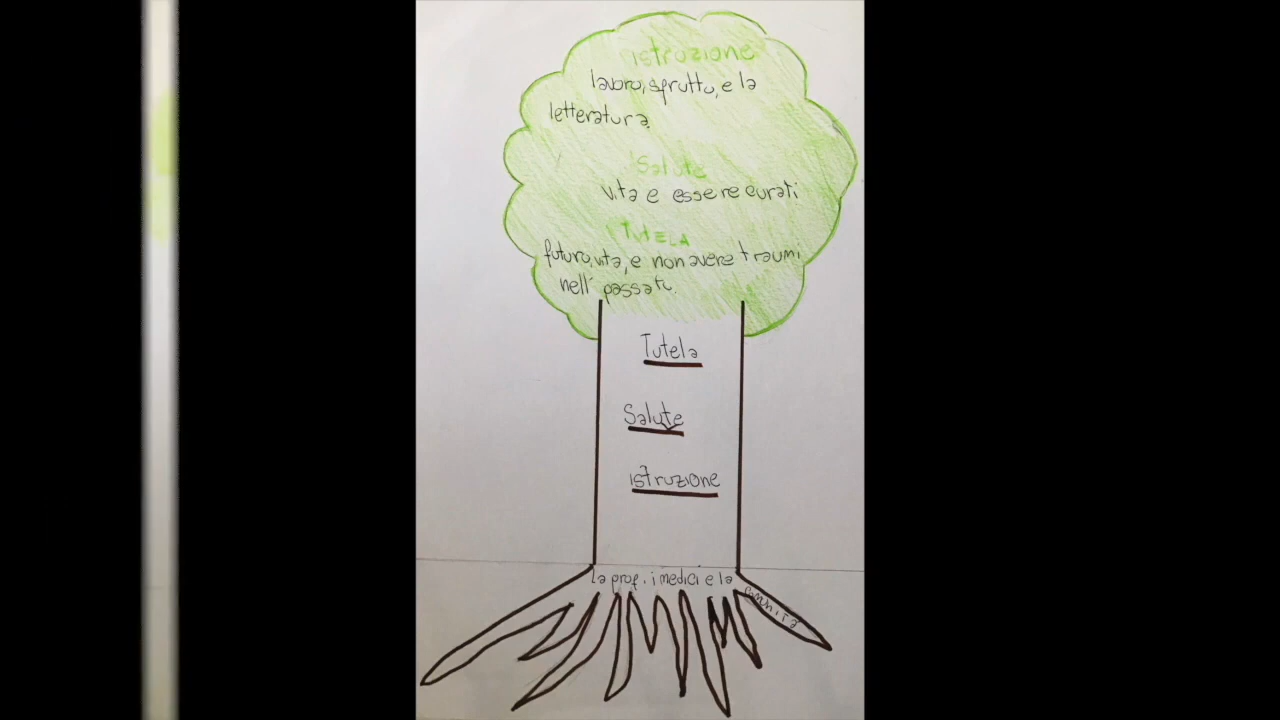 istruzione
lavoro, sfrutto, e la
letteratura.
Salute
vita e essere curati
TUTELA
futuro, vita, e non avere traumi
nell' passato.
Tutela
Salute
istruzione
la prof, i medici e la
comunità